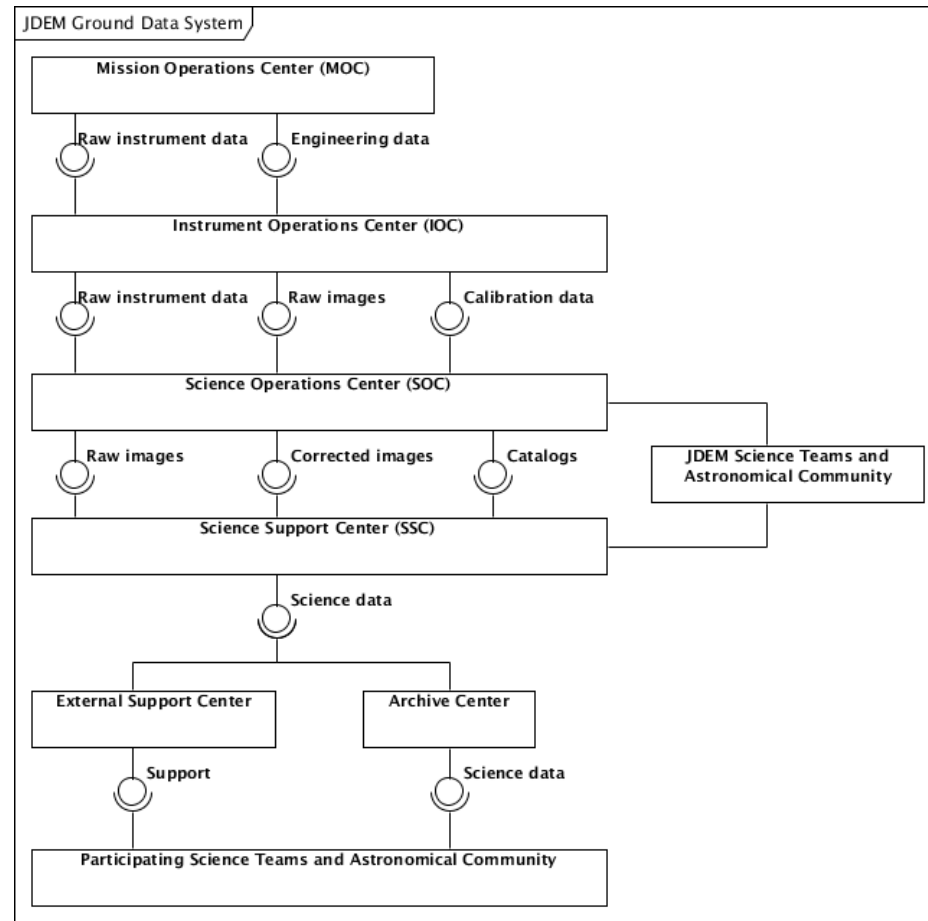 JDEM Ground Data System
Mission Operations Center (MOC)
Raw instrument data
Engineering data
Instrument Operations Center (IOC)
Raw instrument data
Raw images
Calibration data
Science Operations Center (SOC)
Raw images
Corrected images
Catalogs
JDEM Science Teams and
Astronomical Community
Science Support Center (SSC)
Science data
External Support Center
Archive Center
Support
Science data
Participating Science Teams and Astronomical Community